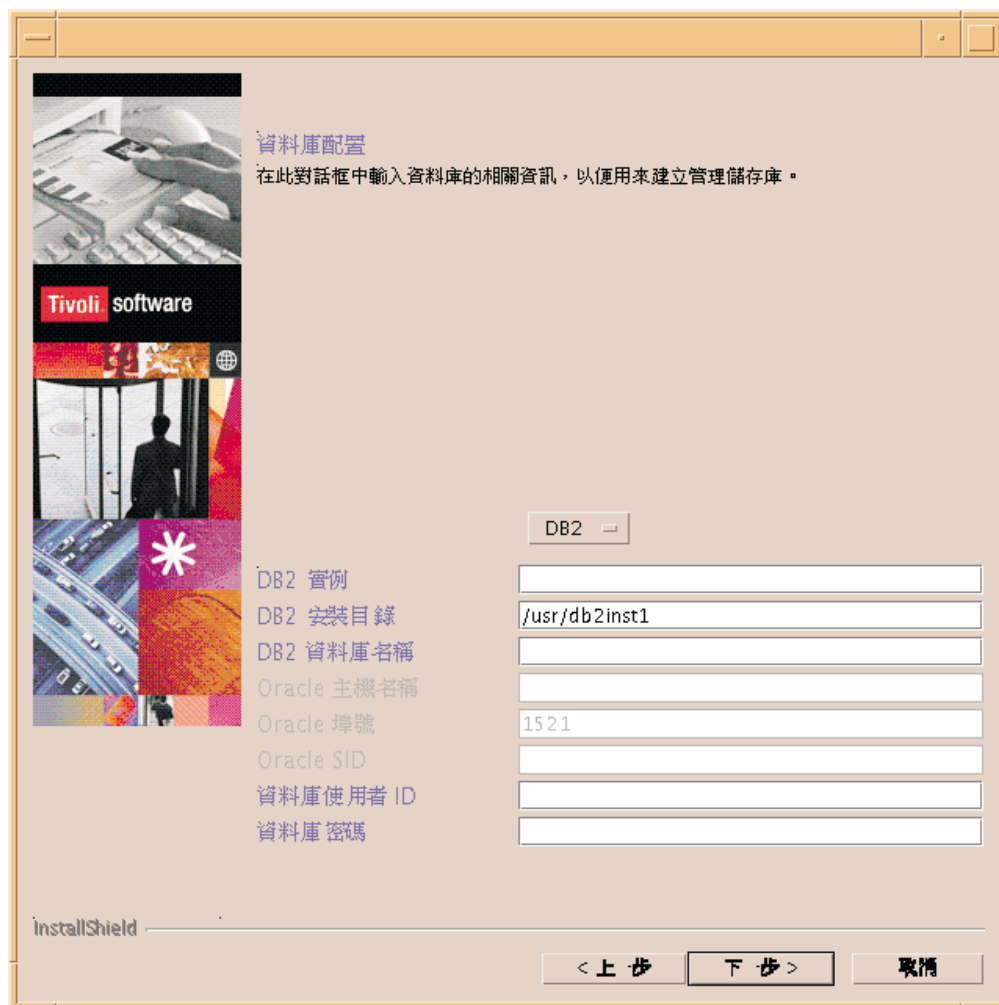 資料庫配置
在此對話框中輸入資料庫的相關資訊，以便用來建立管理儲存庫。
Tivoli software
DB2
DB2 實例
DB2 安裝目錄 /usr/db2inst1
DB2 資料庫名稱
Oracle 主機名稱
Oracle 埠號 1521
Oracle SID
資料庫使用者 ID
資料庫密碼
InstallShield
<上一步 下一步> 取消